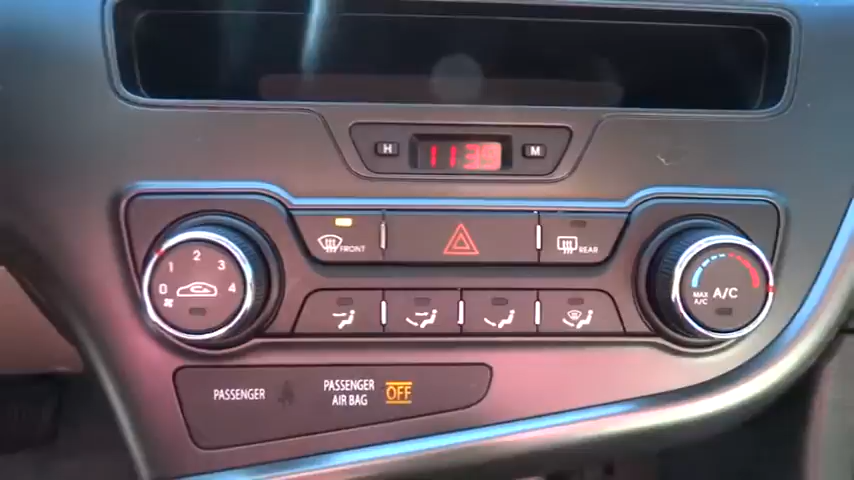 H
M
FRONT
REAR
0 1 2 3 4
MAX A/C
A/C
PASSENGER
PASSENGER AIR BAG
OFF